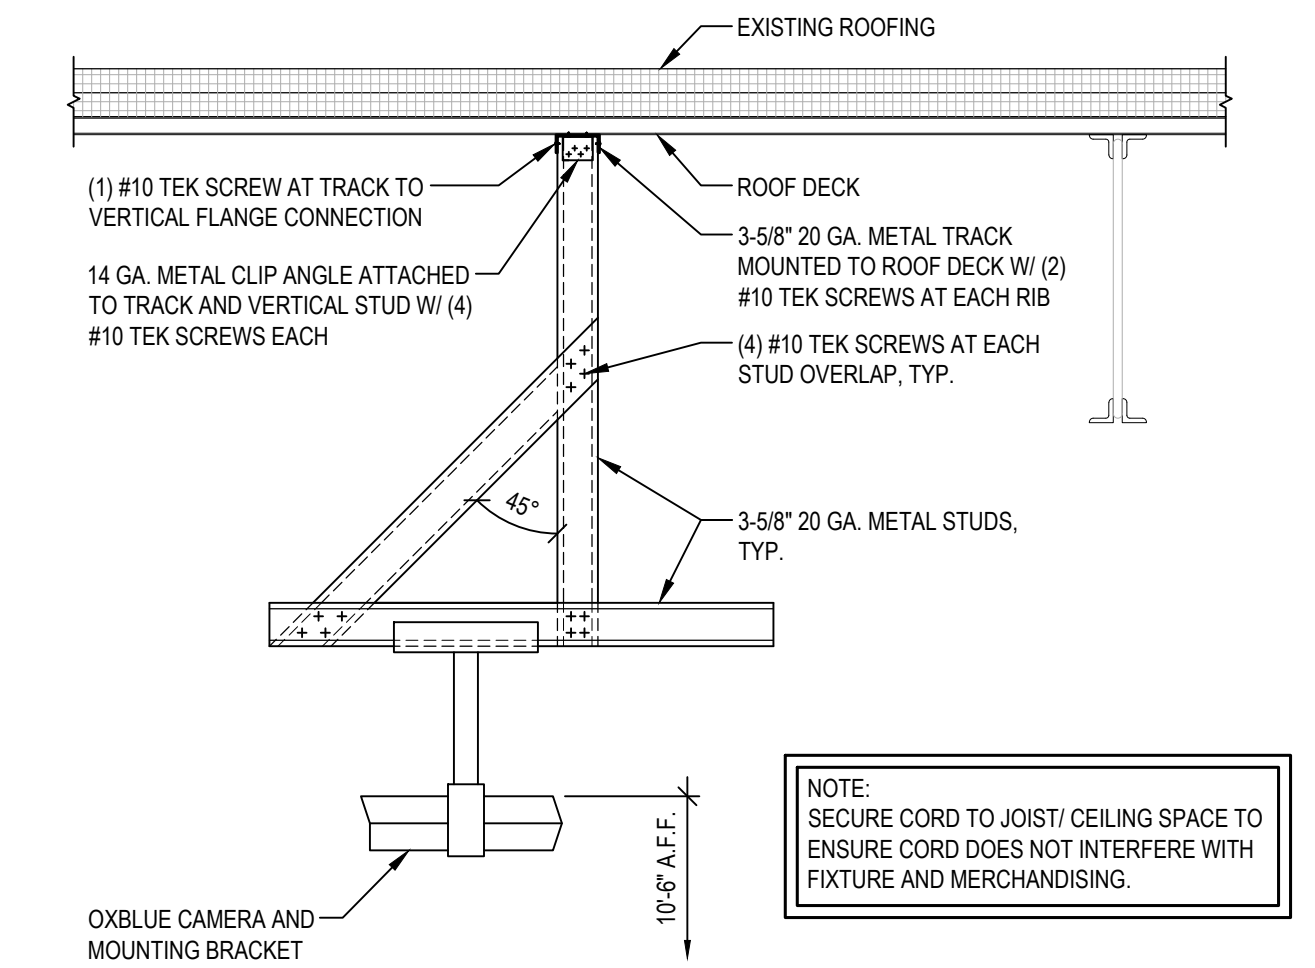 EXISTING ROOFING
(1) #10 TEK SCREW AT TRACK TO
VERTICAL FLANGE CONNECTION
ROOF DECK
14 GA. METAL CLIP ANGLE ATTACHED
TO TRACK AND VERTICAL STUD W/ (4)
#10 TEK SCREWS EACH
3-5/8" 20 GA. METAL TRACK
MOUNTED TO ROOF DECK W/ (2)
#10 TEK SCREWS AT EACH RIB
(4) #10 TEK SCREWS AT EACH
STUD OVERLAP, TYP.
45°
3-5/8" 20 GA. METAL STUDS,
TYP.
NOTE:
SECURE CORD TO JOIST/ CEILING SPACE TO
ENSURE CORD DOES NOT INTERFERE WITH
FIXTURE AND MERCHANDISING.
10'-6" A.F.F.
OXBLUE CAMERA AND
MOUNTING BRACKET